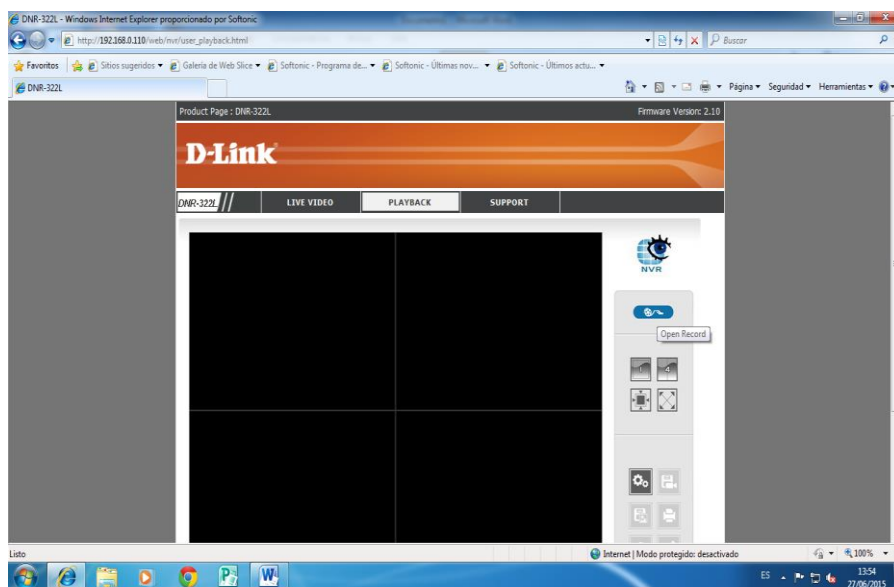 DNR-322L - Windows Internet Explorer proporcionado por Softonic
http://192.168.0.110/web/nvr/user_playback.html
Buscar
Favoritos Sitios sugeridos Galería de Web Slice Softonic - Programa de... Softonic - Últimas nov... Softonic - Últimos actu...
DNR-322L
Página Seguridad Herramientas
Product Page : DNR-322L Firmware Version: 2.10
D-Link
DNR-322L LIVE VIDEO PLAYBACK SUPPORT
NVR
Open Record
1 4
Listo Internet | Modo protegido: desactivado 100%
ES 13:54
27/06/2015